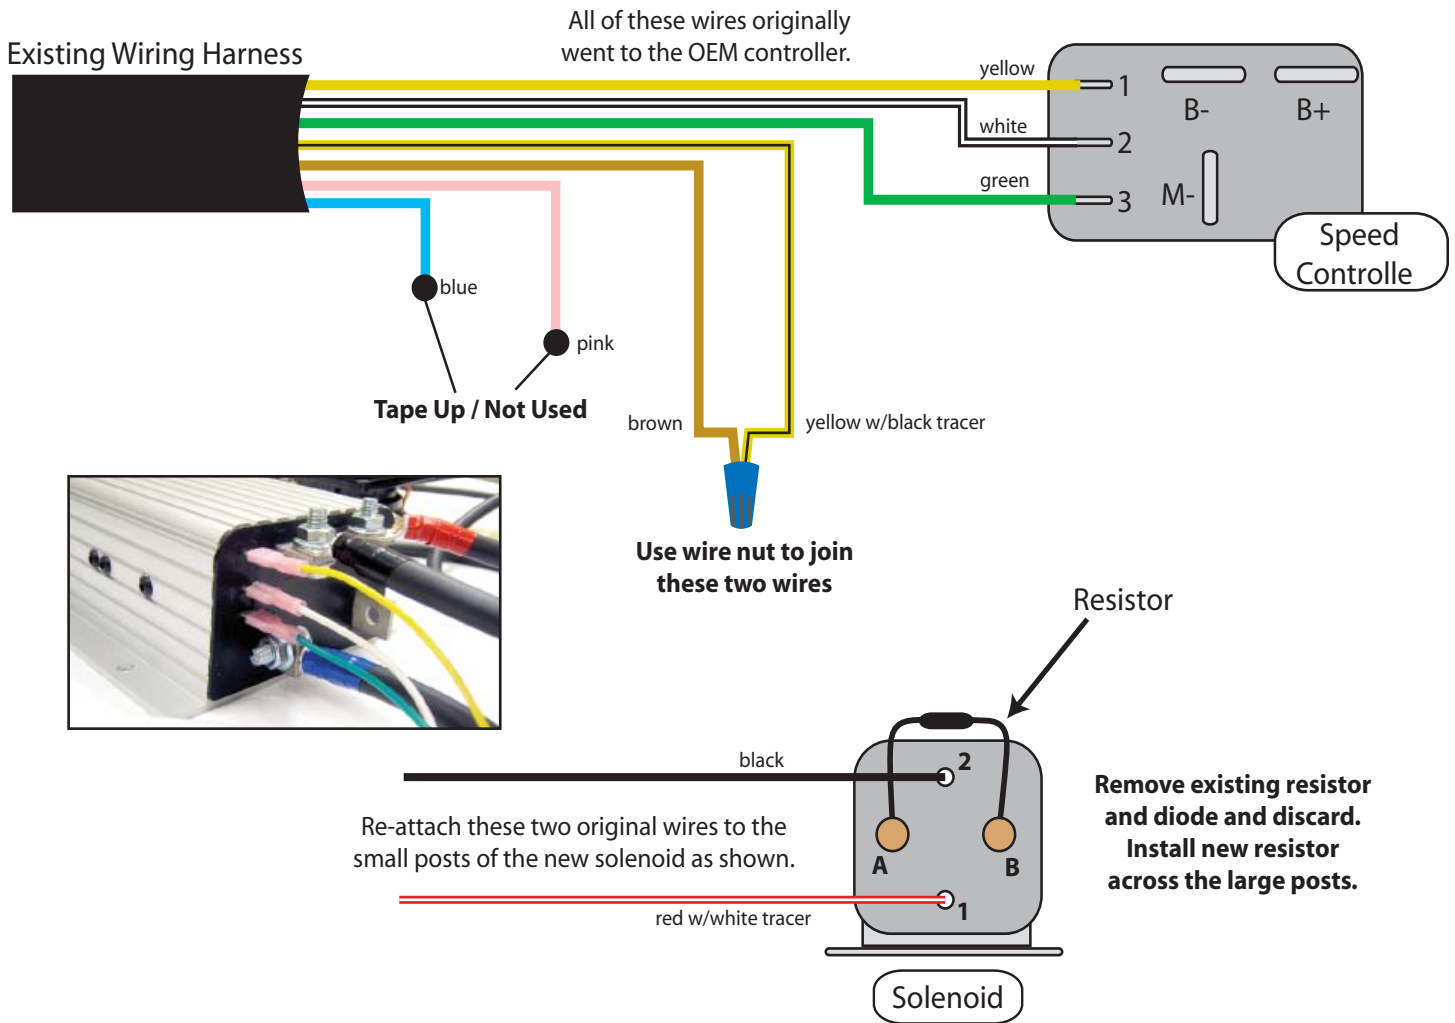 All of these wires originally
went to the OEM controller.
Existing Wiring Harness
yellow
1
B-
B+
white
2
green
3
M-
Speed
Controlle
blue
pink
Tape Up / Not Used
brown
yellow w/black tracer
Use wire nut to join
these two wires
Resistor
black
2
Remove existing resistor
and diode and discard.
Install new resistor
across the large posts.
Re-attach these two original wires to the
small posts of the new solenoid as shown.
A
B
1
red w/white tracer
Solenoid